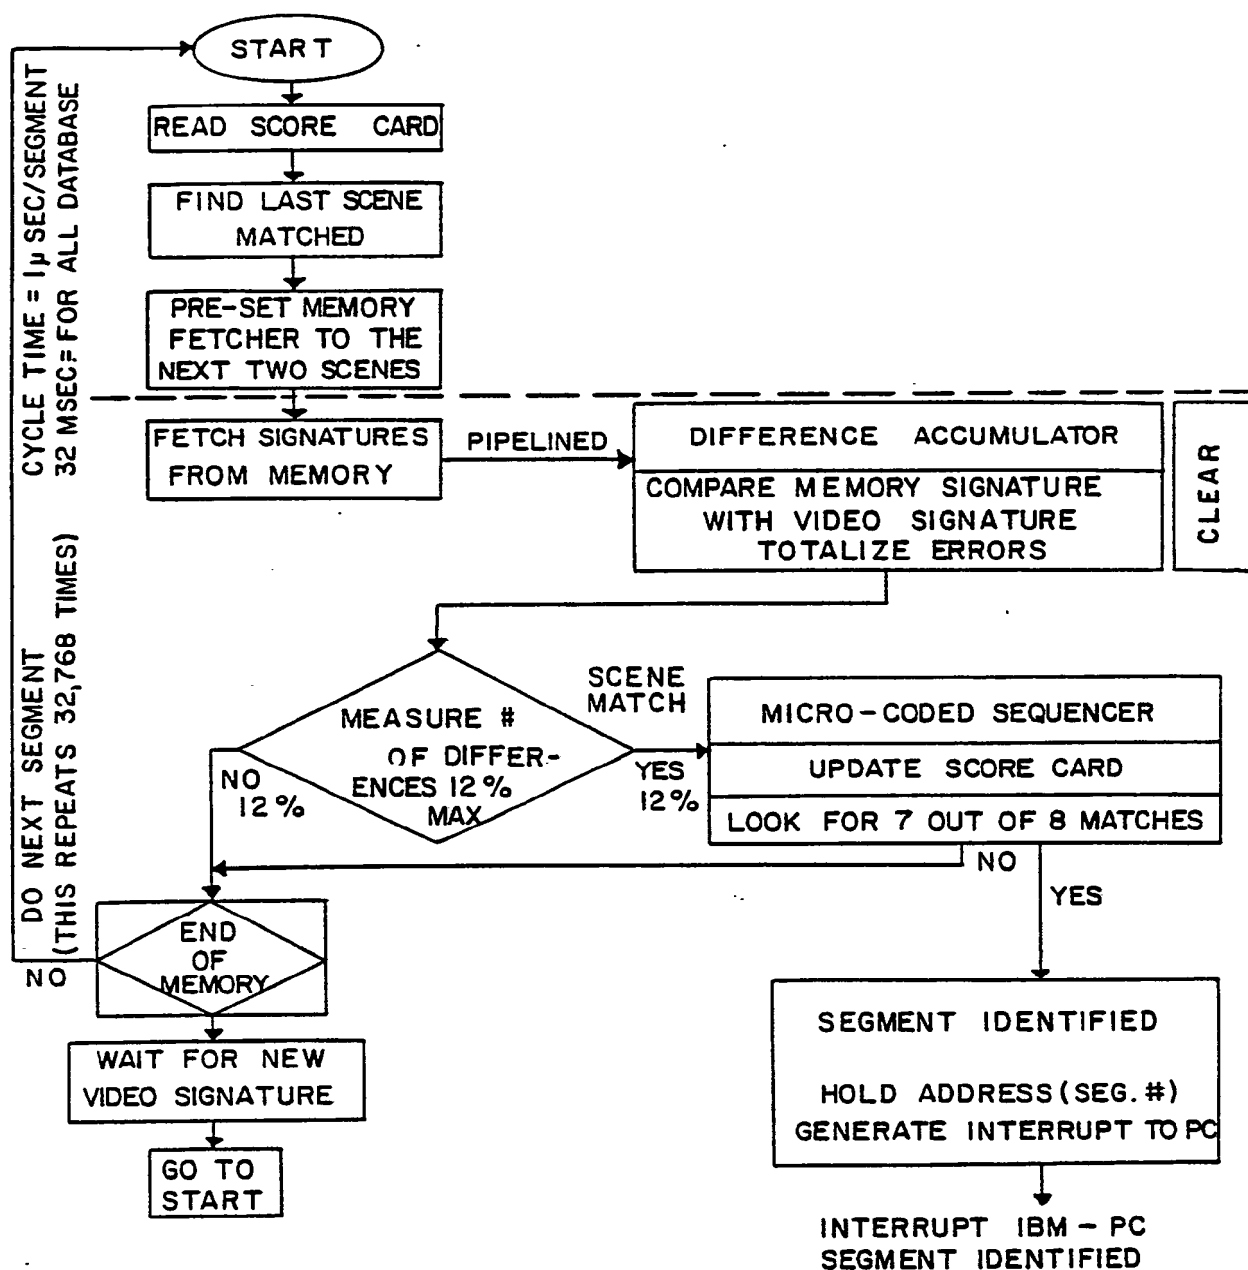 START
READ SCORE CARD
FIND LAST SCENE
MATCHED
PRE-SET MEMORY
FETCHER TO THE
NEXT TWO SCENES
CYCLE TIME = 1µ SEC/SEGMENT
32 MSEC= FOR ALL DATABASE
FETCH SIGNATURES
FROM MEMORY
PIPELINED
DIFFERENCE ACCUMULATOR
COMPARE MEMORY SIGNATURE
WITH VIDEO SIGNATURE
TOTALIZE ERRORS
CLEAR
DO NEXT SEGMENT
(THIS REPEATS 32,768 TIMES)
MEASURE #
OF DIFFER-
ENCES 12%
MAX
NO
12%
SCENE
MATCH
YES
12%
MICRO-CODED SEQUENCER
UPDATE SCORE CARD
LOOK FOR 7 OUT OF 8 MATCHES
NO
YES
END
OF
MEMORY
NO
WAIT FOR NEW
VIDEO SIGNATURE
GO TO
START
SEGMENT IDENTIFIED
HOLD ADDRESS (SEG. #)
GENERATE INTERRUPT TO PC
INTERRUPT IBM - PC
SEGMENT IDENTIFIED